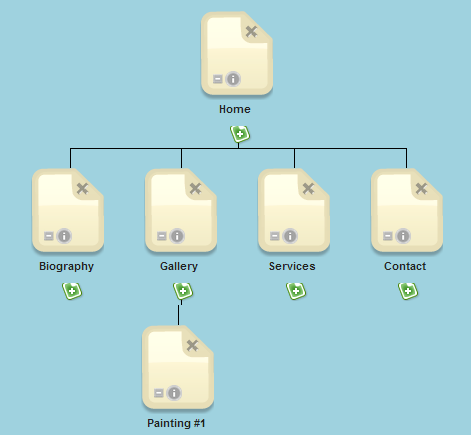 Home
Biography
Gallery
Services
Contact
Painting #1